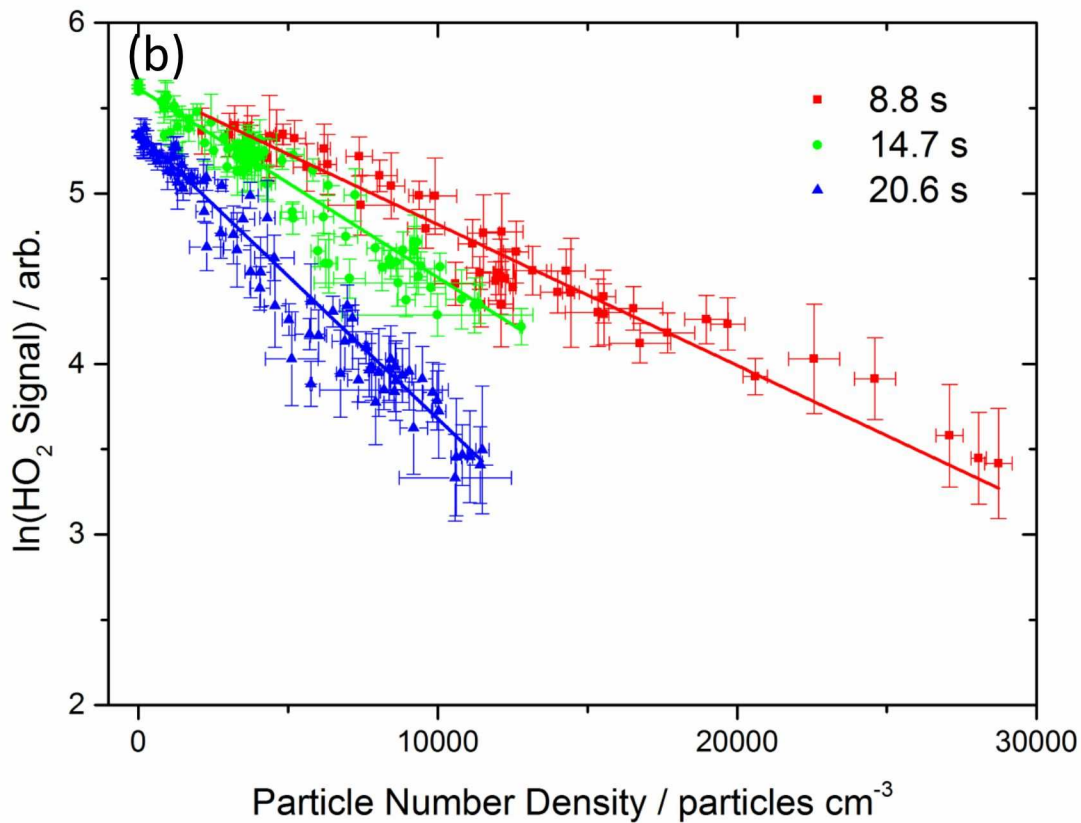 (b)
6
5
4
3
2
8.8 s
14.7 s
20.6 s
ln(HO₂ Signal) / arb.
0 10000 20000 30000
Particle Number Density / particles cm⁻³